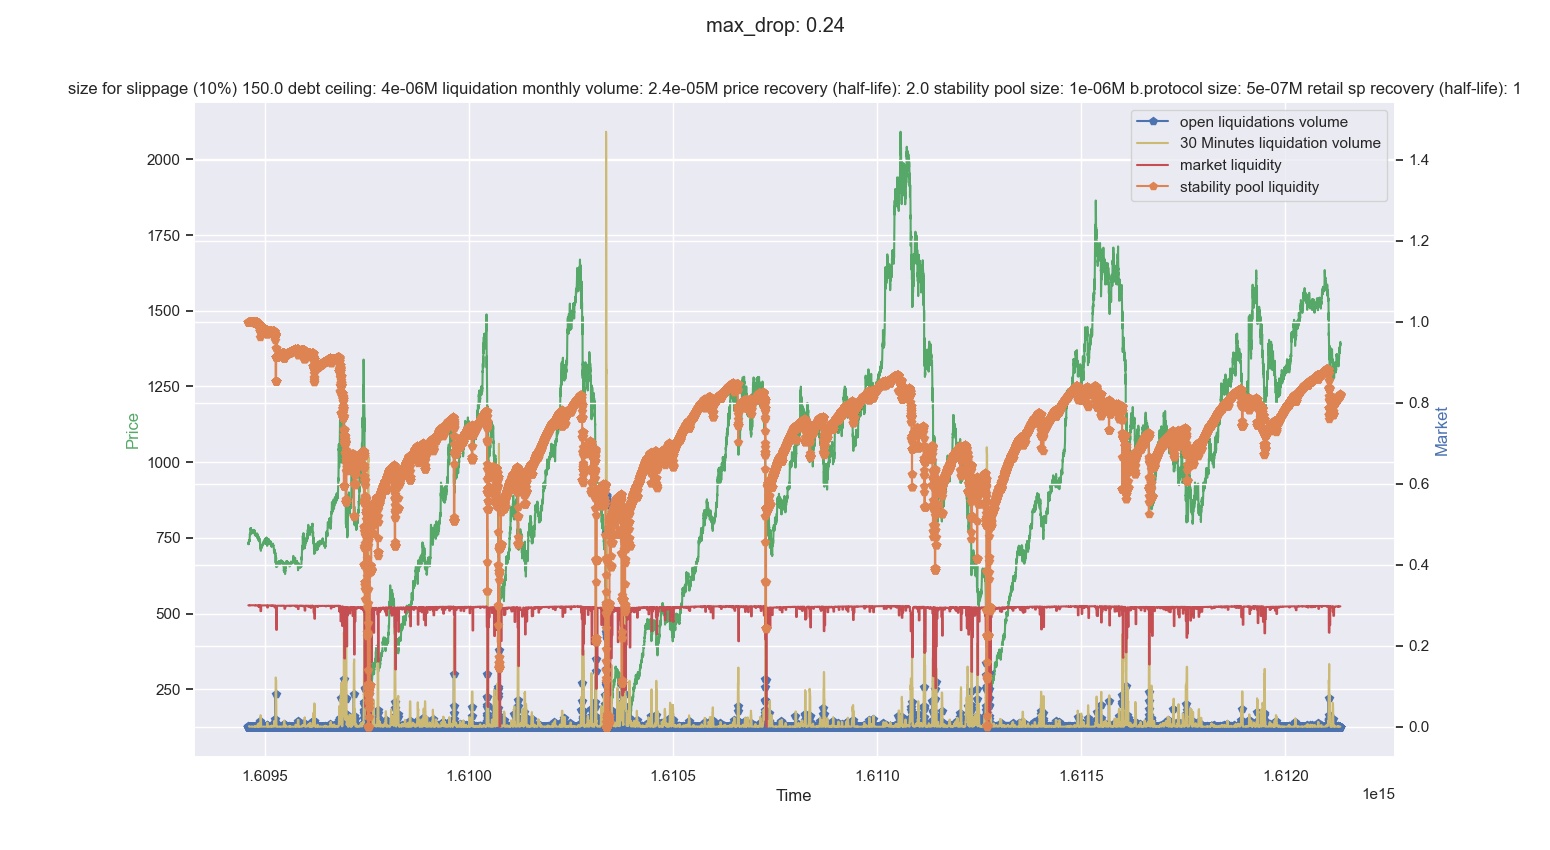 max_drop: 0.24
size for slippage (10%) 150.0 debt ceiling: 4e-06M liquidation monthly volume: 2.4e-05M price recovery (half-life): 2.0 stability pool size: 1e-06M b.protocol size: 5e-07M retail sp recovery (half-life): 1
open liquidations volume
30 Minutes liquidation volume
market liquidity
stability pool liquidity
2000
1750
1500
1250
1000
750
500
250
Price
1.4
1.2
1.0
0.8
0.6
0.4
0.2
0.0
Market
1.6095 1.6100 1.6105 1.6110 1.6115 1.6120
1e15
Time